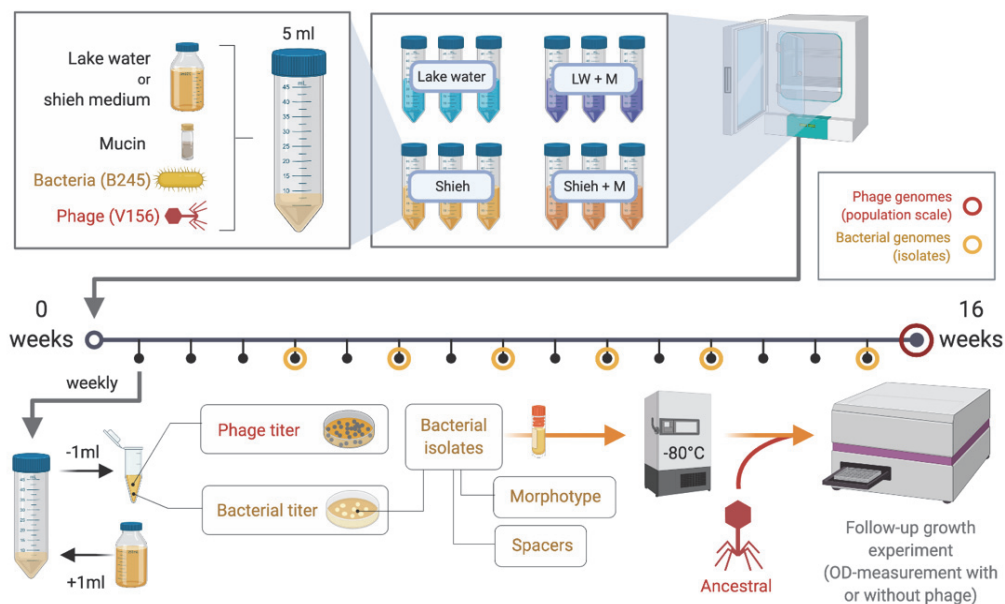 5 ml
Lake water
or
shieh medium
Mucin
Bacteria (B245)
Phage (V156)
Lake water
LW + M
Shieh
Shieh + M
Phage genomes
(population scale)
Bacterial genomes
(isolates)
0
weeks
16
weeks
weekly
-1ml
+1ml
Phage titer
Bacterial titer
Bacterial
isolates
Morphotype
Spacers
-80°C
Ancestral
Follow-up growth
experiment
(OD-measurement with
or without phage)